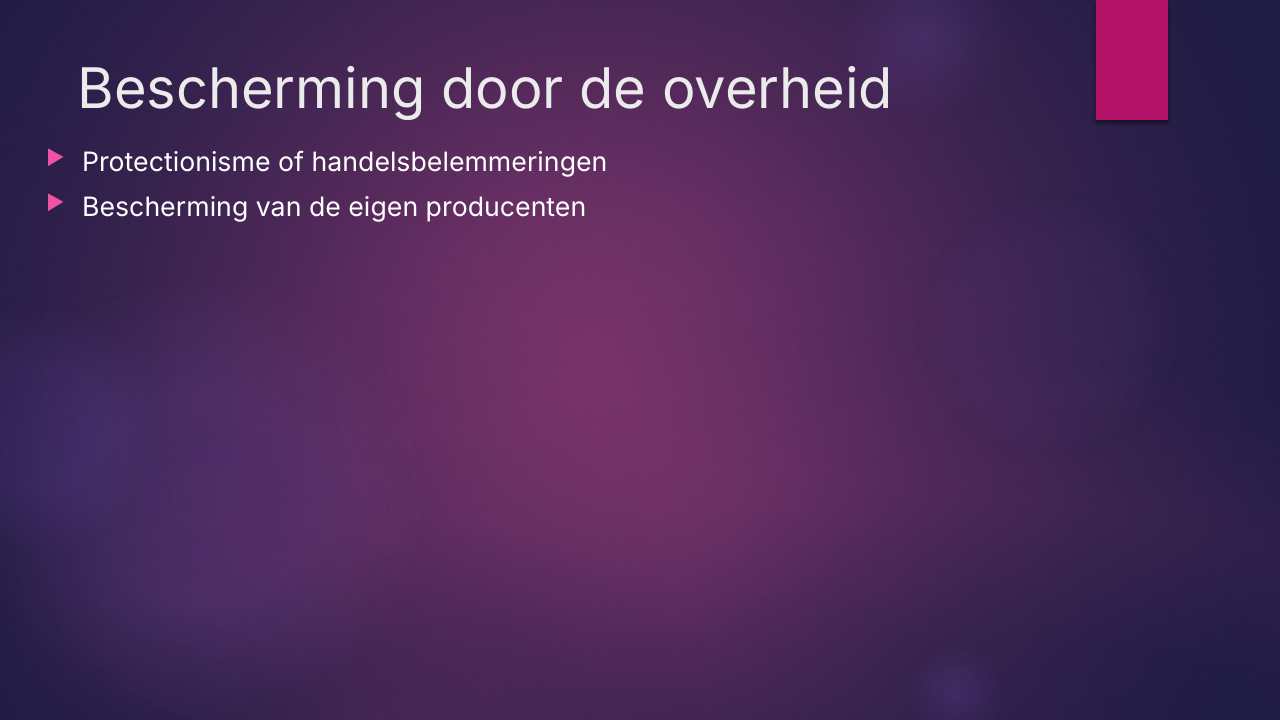 Bescherming door de overheid
Protectionisme of handelsbelemmeringen
Bescherming van de eigen producenten